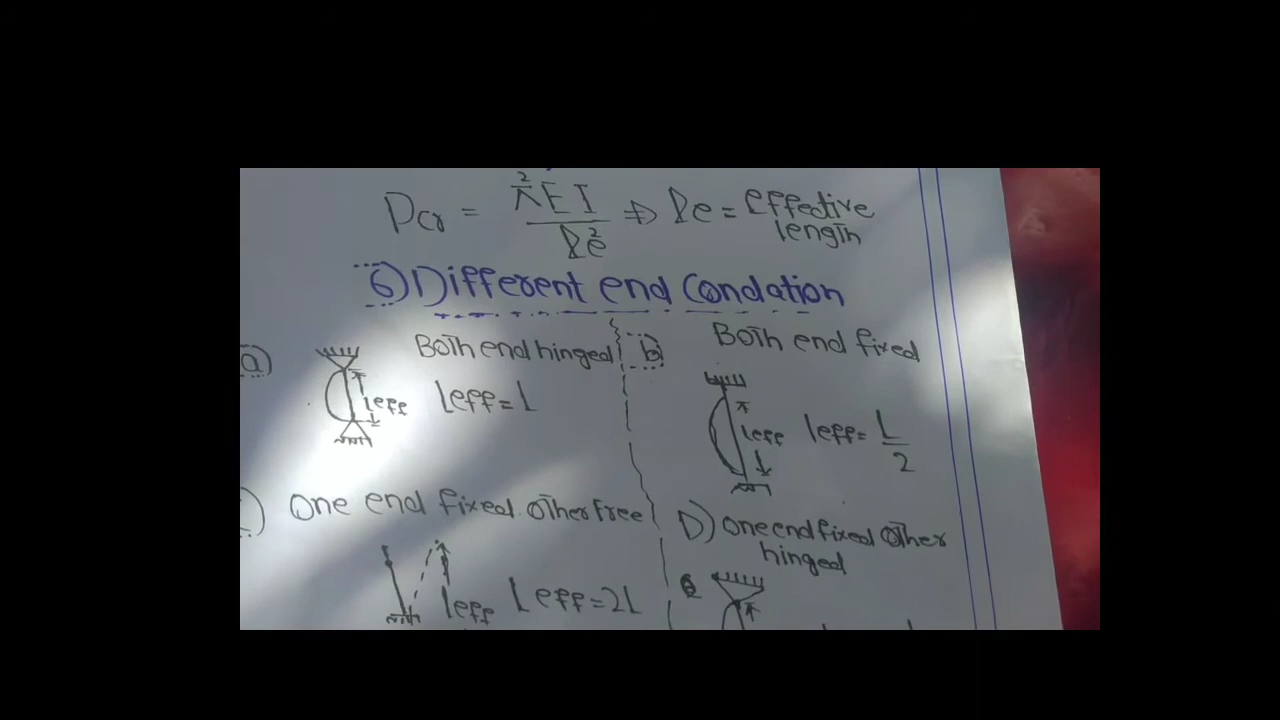 Pcr = π²EI / le² ⇒ le = Effective length
6) Different end Condation
a) Both end hinged
leff leff = L
b) Both end fixed
leff leff = L/2
) One end fixed other free
leff Leff = 2L
D) one end fixed other
hinged